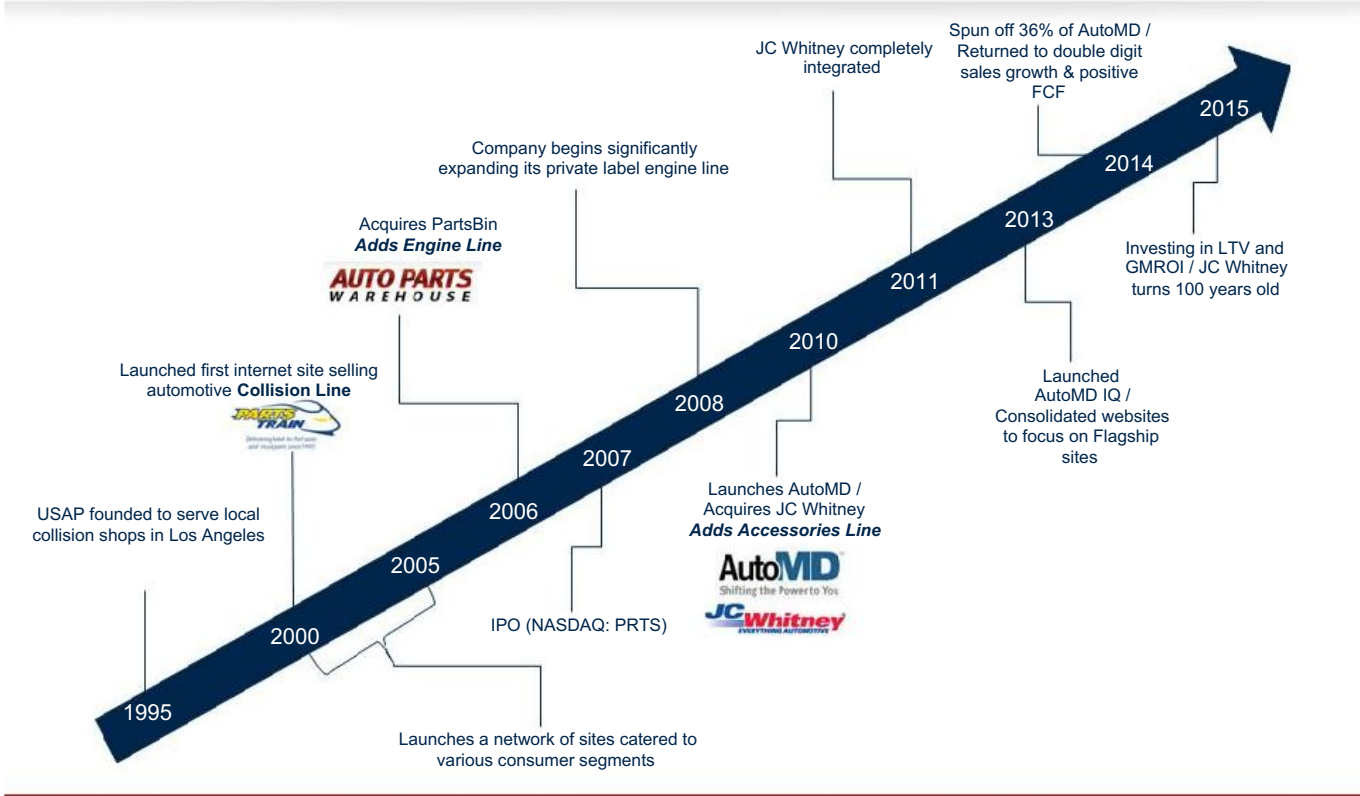 USAP founded to serve local
collision shops in Los Angeles
1995
Launched first internet site selling
automotive Collision Line
PARTS
TRAIN
2000
Launches a network of sites catered to
various consumer segments
2005
Acquires PartsBin
Adds Engine Line
AUTO PARTS
WAREHOUSE
2006
2007
IPO (NASDAQ: PRTS)
Company begins significantly
expanding its private label engine line
2008
2010
Launches AutoMD /
Acquires JC Whitney
Adds Accessories Line
AutoMD
Shifting the Power to You
JC Whitney
EVERYTHING AUTOMOTIVE
JC Whitney completely
integrated
2011
2013
Launched
AutoMD IQ /
Consolidated websites
to focus on Flagship
sites
Spun off 36% of AutoMD /
Returned to double digit
sales growth & positive
FCF
2014
2015
Investing in LTV and
GMROI / JC Whitney
turns 100 years old